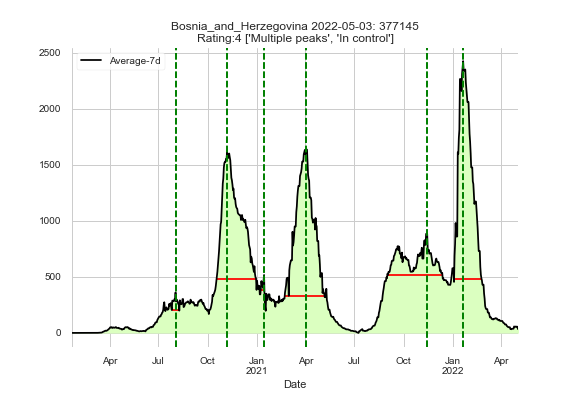 Bosnia_and_Herzegovina 2022-05-03: 377145
Rating:4 ['Multiple peaks', 'In control']
Average-7d
2500
2000
1500
1000
500
0
Apr Jul Oct Jan Apr Jul Oct Jan Apr
2021 2022
Date